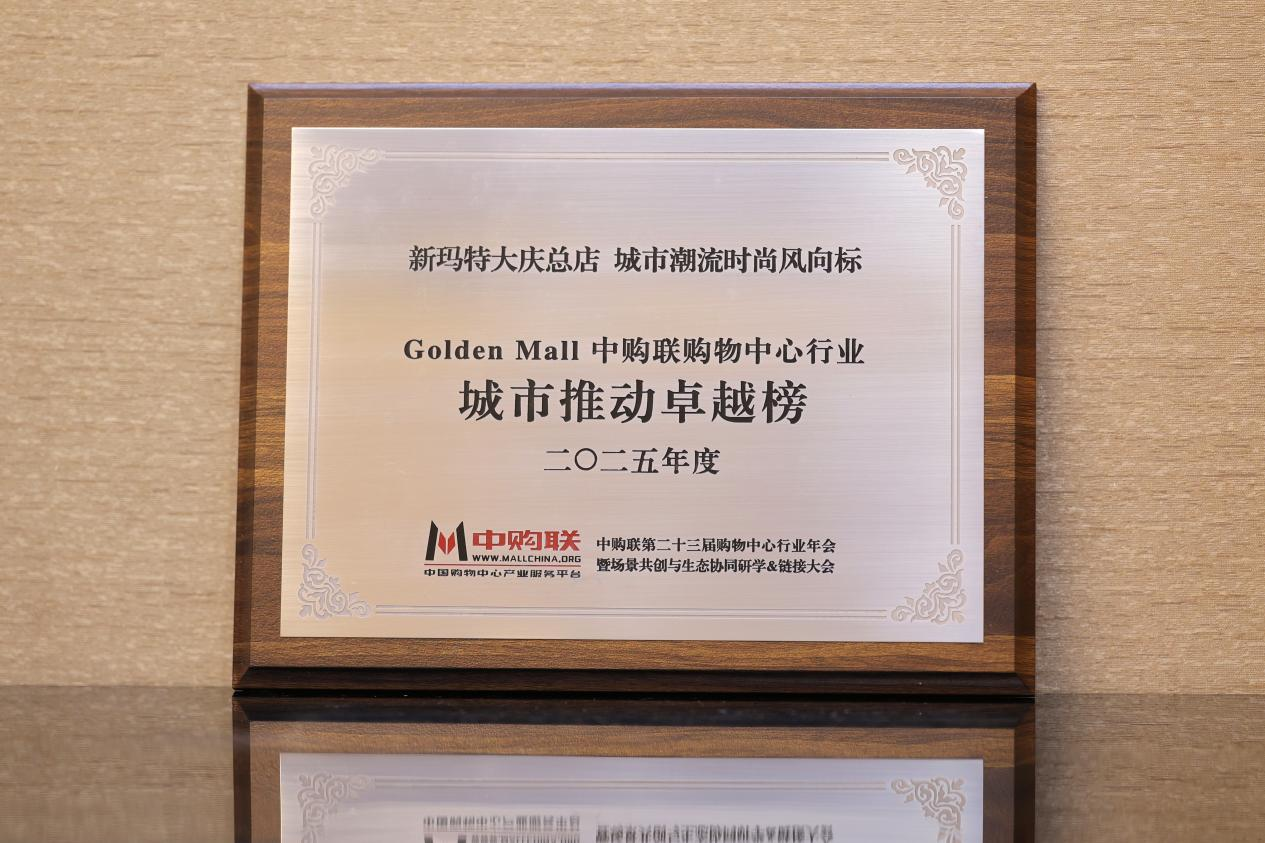 新玛特大庆总店 城市潮流时尚风向标
Golden Mall 中购联购物中心行业
城市推动卓越榜
二〇二五年度
中购联
WWW.MALLCHINA.ORG
中国购物中心产业服务平台
中购联第二十三届购物中心行业年会
暨场景共创与生态协同研学&链接大会